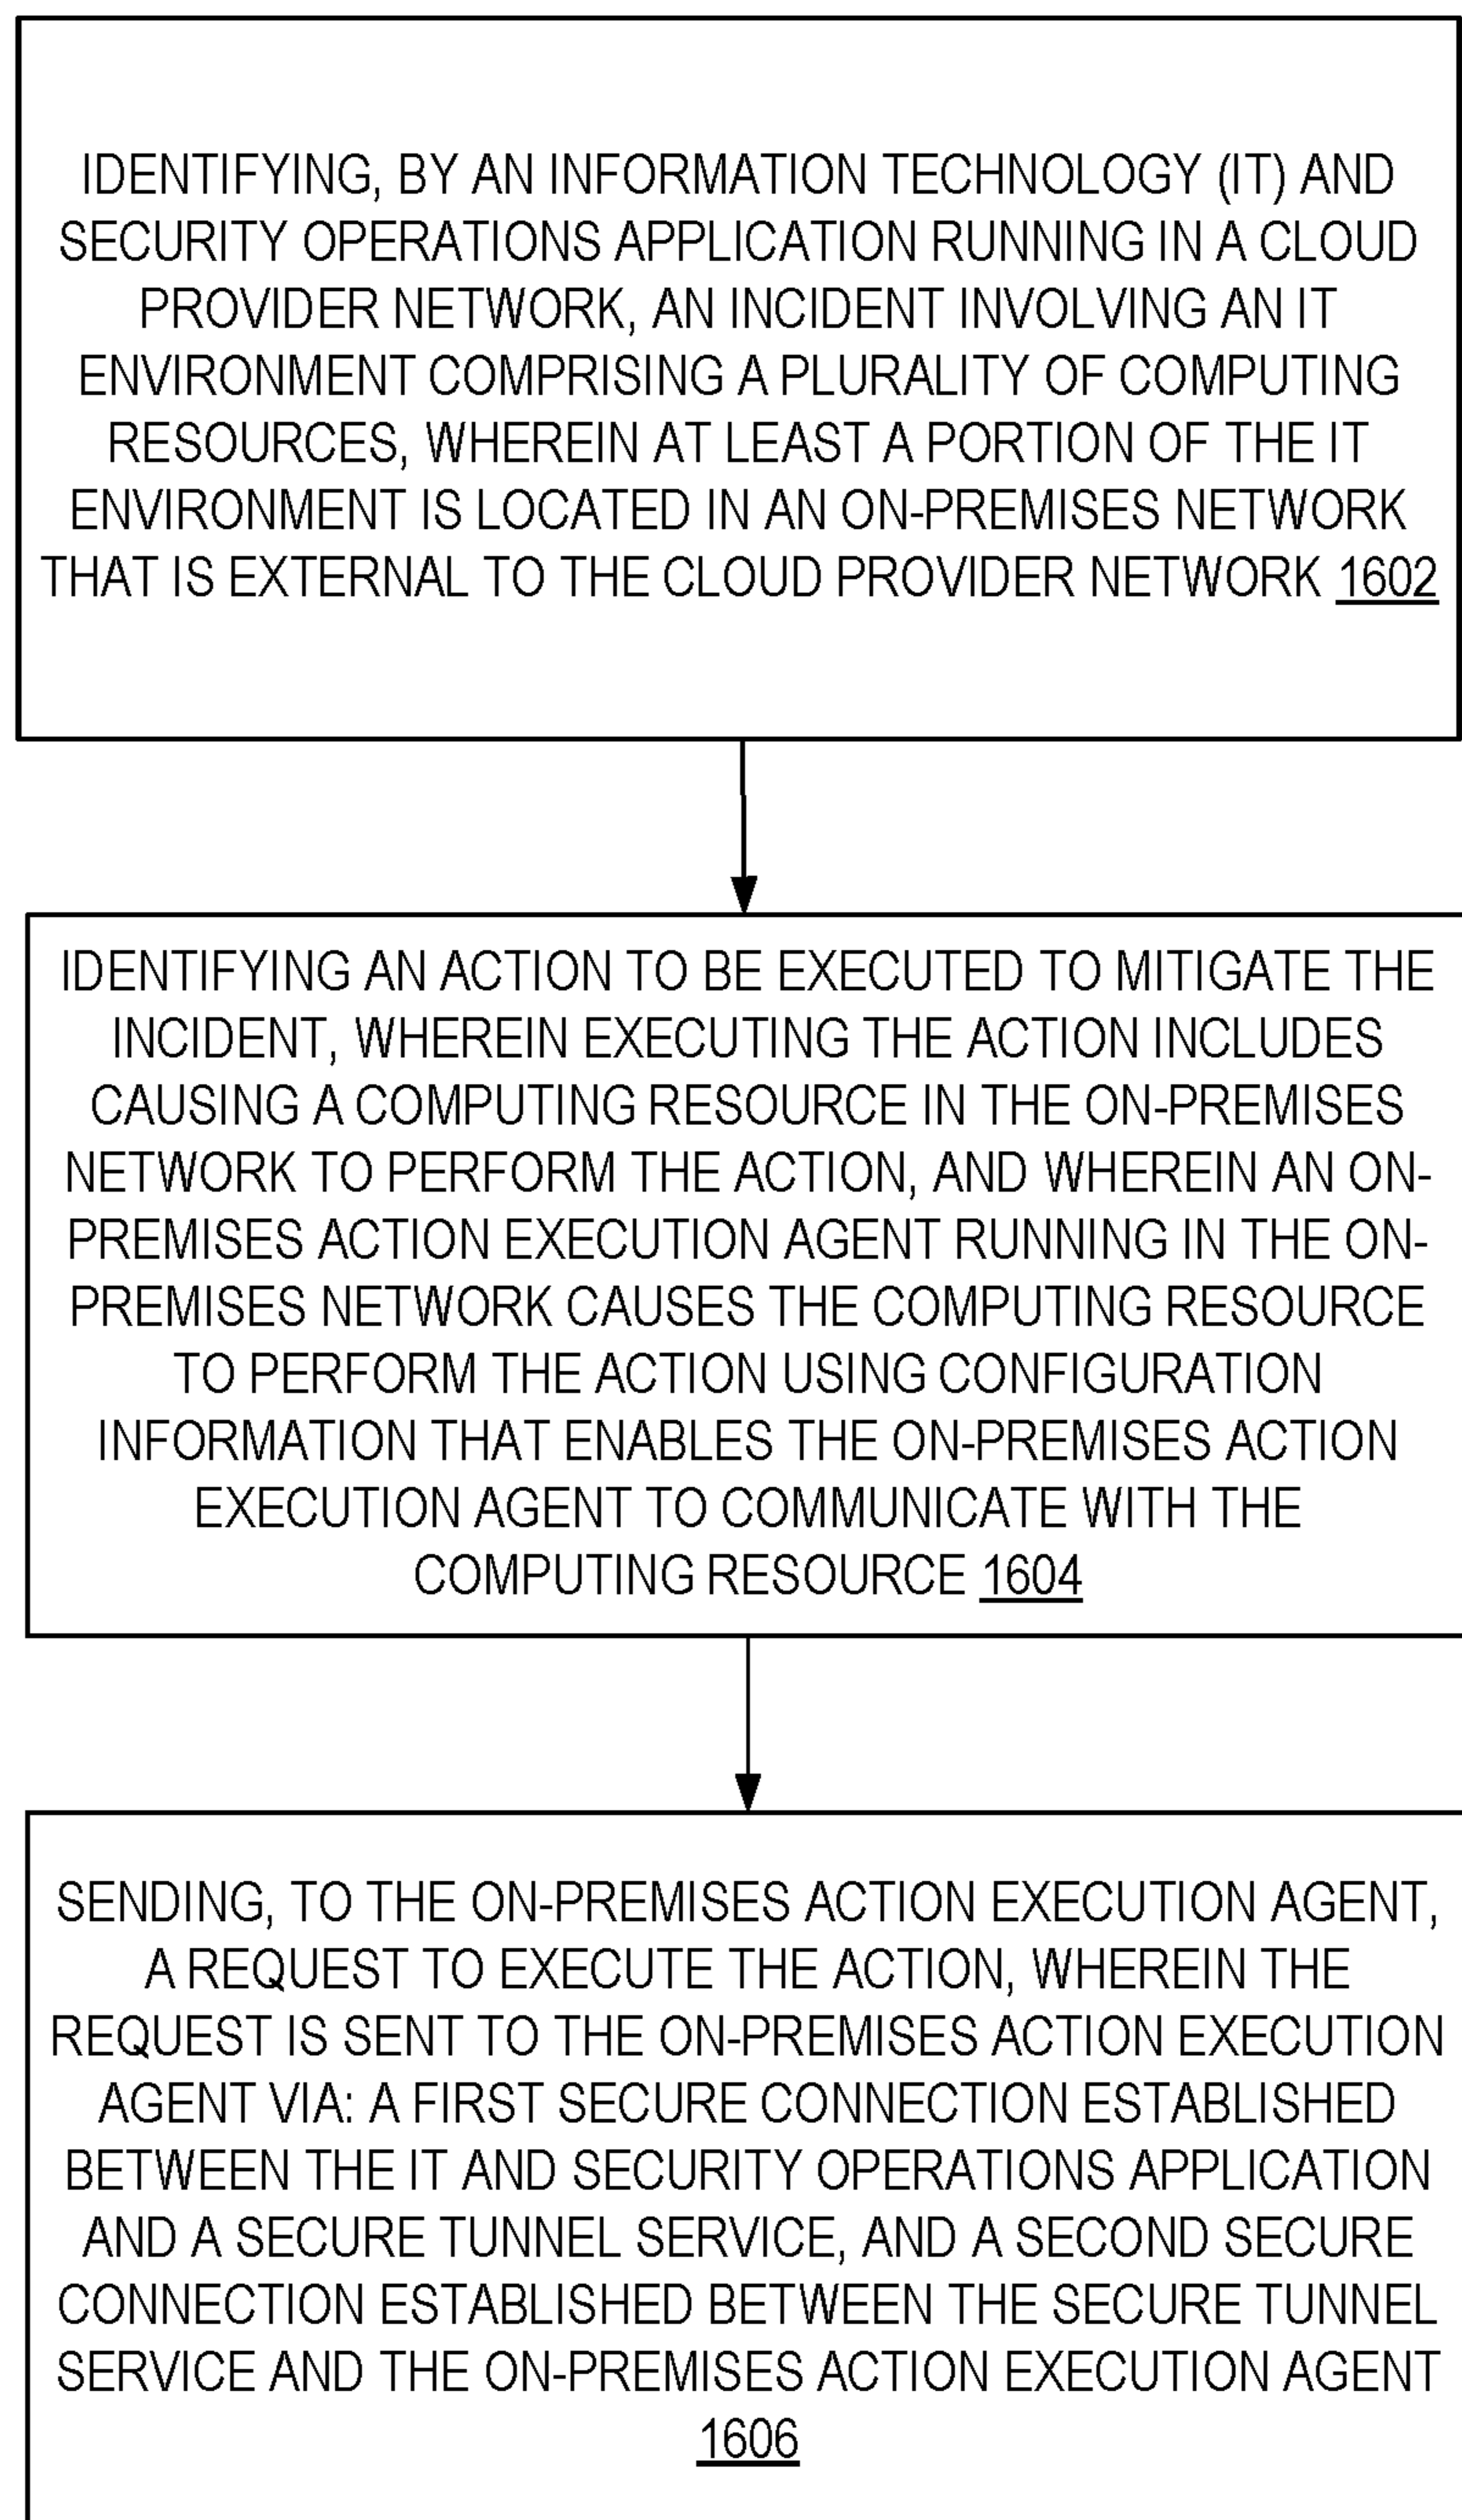 IDENTIFYING, BY AN INFORMATION TECHNOLOGY (IT) AND
SECURITY OPERATIONS APPLICATION RUNNING IN A CLOUD
PROVIDER NETWORK, AN INCIDENT INVOLVING AN IT
ENVIRONMENT COMPRISING A PLURALITY OF COMPUTING
RESOURCES, WHEREIN AT LEAST A PORTION OF THE IT
ENVIRONMENT IS LOCATED IN AN ON-PREMISES NETWORK
THAT IS EXTERNAL TO THE CLOUD PROVIDER NETWORK 1602
IDENTIFYING AN ACTION TO BE EXECUTED TO MITIGATE THE
INCIDENT, WHEREIN EXECUTING THE ACTION INCLUDES
CAUSING A COMPUTING RESOURCE IN THE ON-PREMISES
NETWORK TO PERFORM THE ACTION, AND WHEREIN AN ON-
PREMISES ACTION EXECUTION AGENT RUNNING IN THE ON-
PREMISES NETWORK CAUSES THE COMPUTING RESOURCE
TO PERFORM THE ACTION USING CONFIGURATION
INFORMATION THAT ENABLES THE ON-PREMISES ACTION
EXECUTION AGENT TO COMMUNICATE WITH THE
COMPUTING RESOURCE 1604
SENDING, TO THE ON-PREMISES ACTION EXECUTION AGENT,
A REQUEST TO EXECUTE THE ACTION, WHEREIN THE
REQUEST IS SENT TO THE ON-PREMISES ACTION EXECUTION
AGENT VIA: A FIRST SECURE CONNECTION ESTABLISHED
BETWEEN THE IT AND SECURITY OPERATIONS APPLICATION
AND A SECURE TUNNEL SERVICE, AND A SECOND SECURE
CONNECTION ESTABLISHED BETWEEN THE SECURE TUNNEL
SERVICE AND THE ON-PREMISES ACTION EXECUTION AGENT
1606